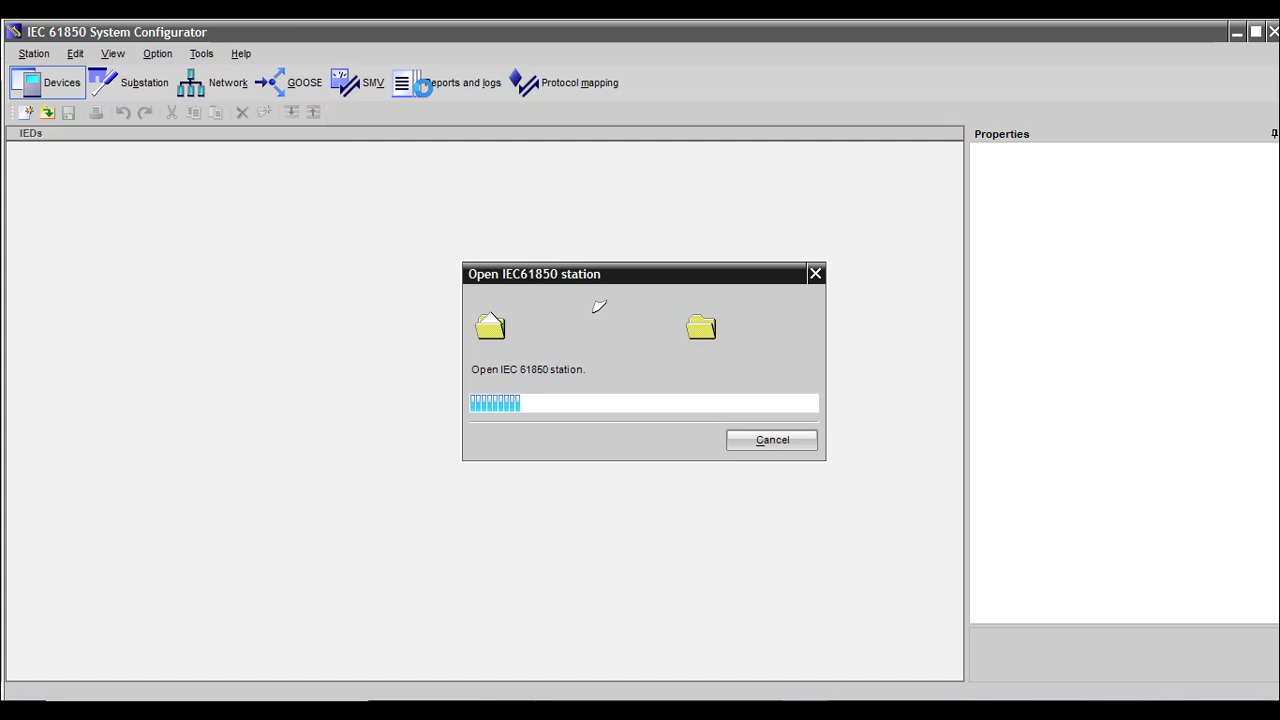 IEC 61850 System Configurator
Station Edit View Option Tools Help
Devices Substation Network GOOSE SMV Reports and logs Protocol mapping
IEDs
Properties
Open IEC61850 station
Open IEC 61850 station.
Cancel